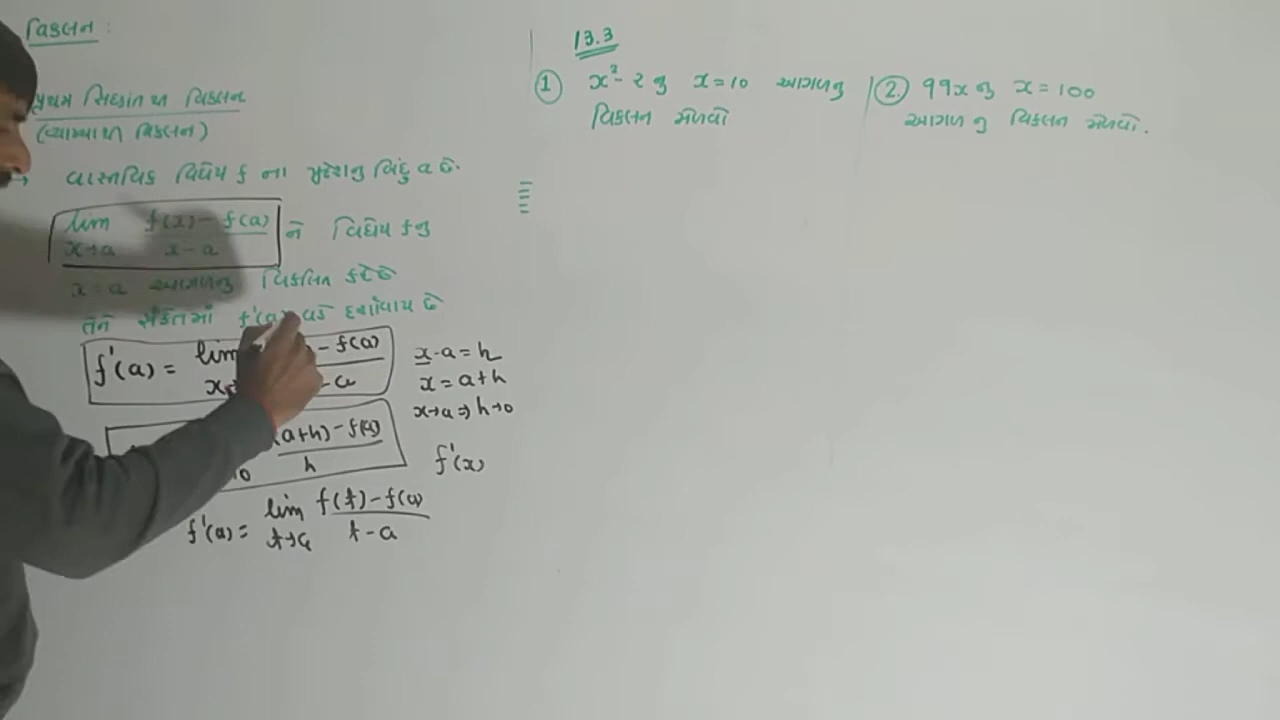 વિકલન :
પ્રથમ સિદ્ધાંતથી વિકલન
(વ્યાખ્યાથી વિકલન)
→ વાસ્તવિક વિધેય f ના પ્રદેશનુ બિંદુ a છે.
lim x→a f(x) - f(a) / x - a ને વિધેય f નુ
x = a આગળનુ વિકલિત કહે છે
તેને સંકેતમાં f'(a) વડે દર્શાવાય છે
f'(a) = lim - f(a) / - a
x - a = h
x = a + h
x→a ⇒ h→0
(a+h) - f(a) / h
f'(x)
f'(a) = lim t→a f(t) - f(a) / t - a
13.3
① x² - 2 નુ x = 10 આગળનુ
વિકલન મેળવો
② 99x નુ x = 100
આગળ નુ વિકલન મેળવો.